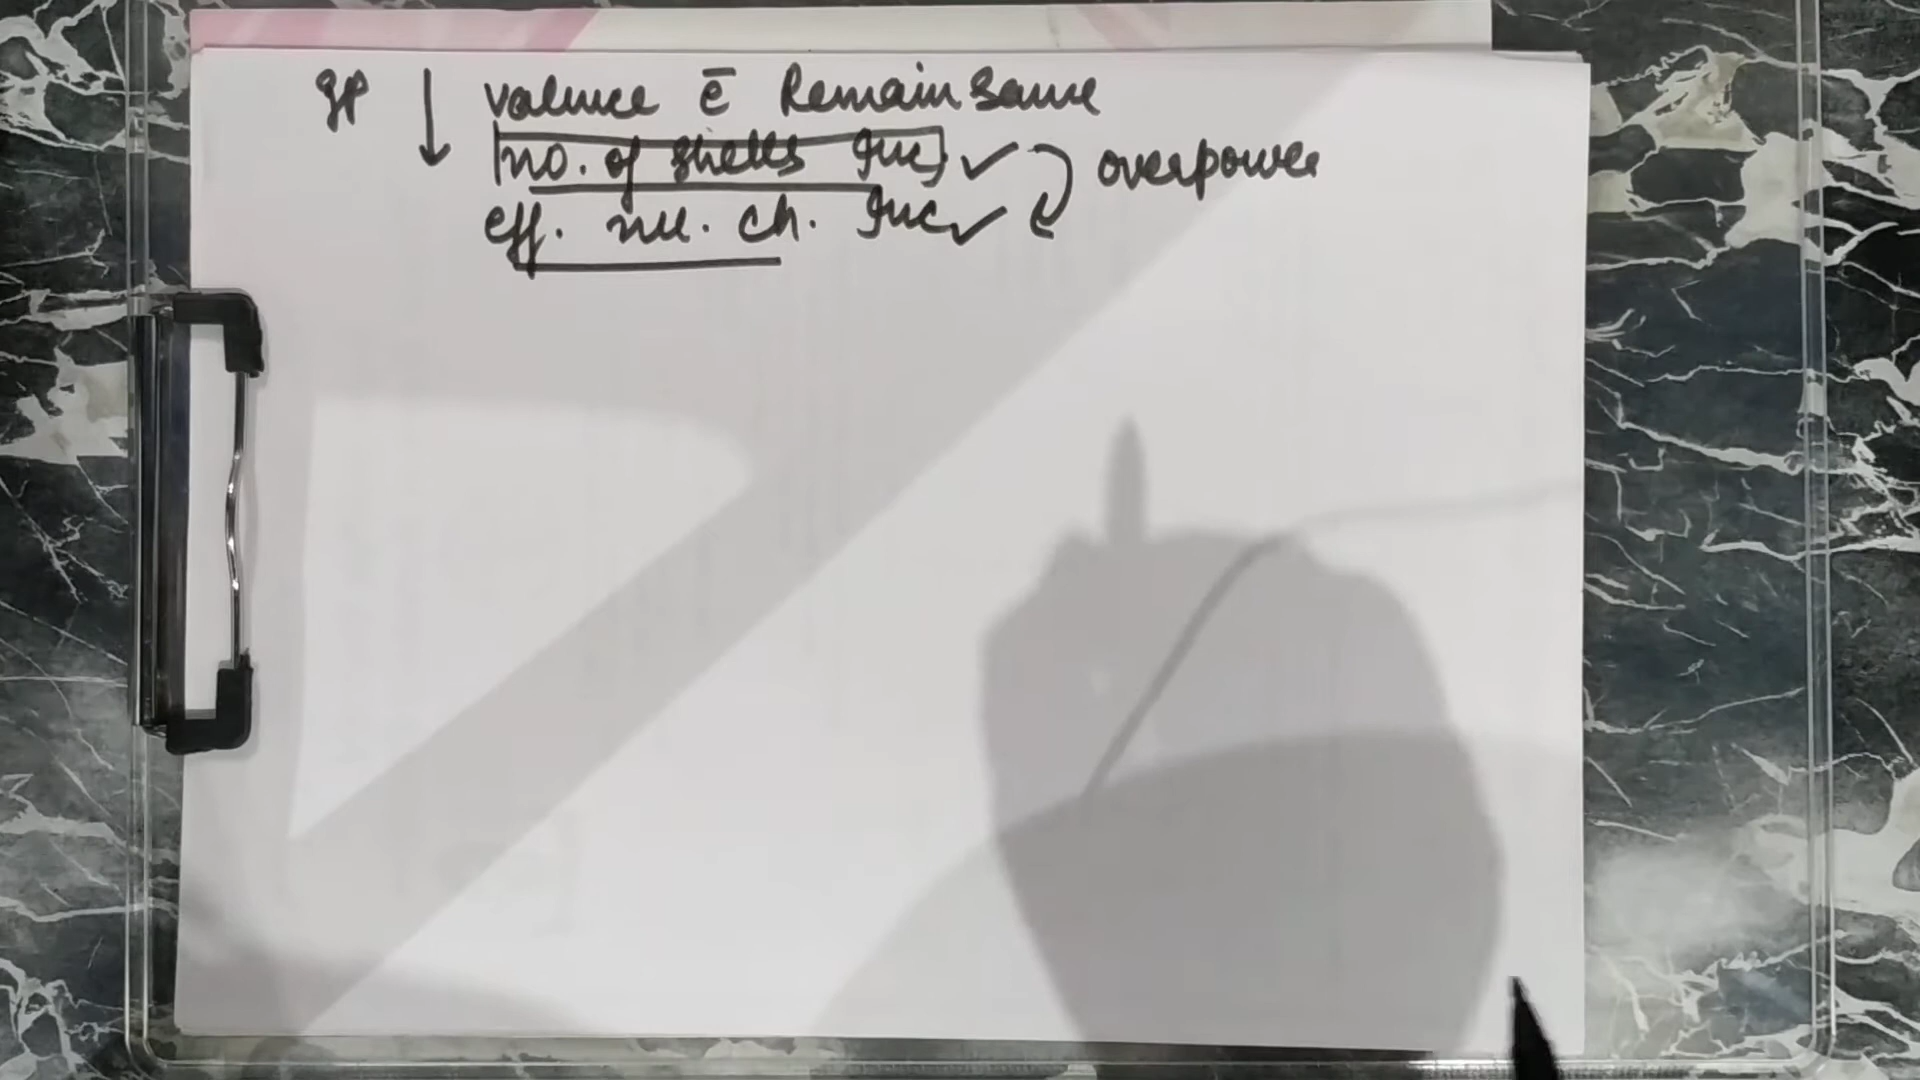 gp ↓ valence ē Remain same
no. of shells Inc ✓ overpower
eff. nu. ch. Inc ✓